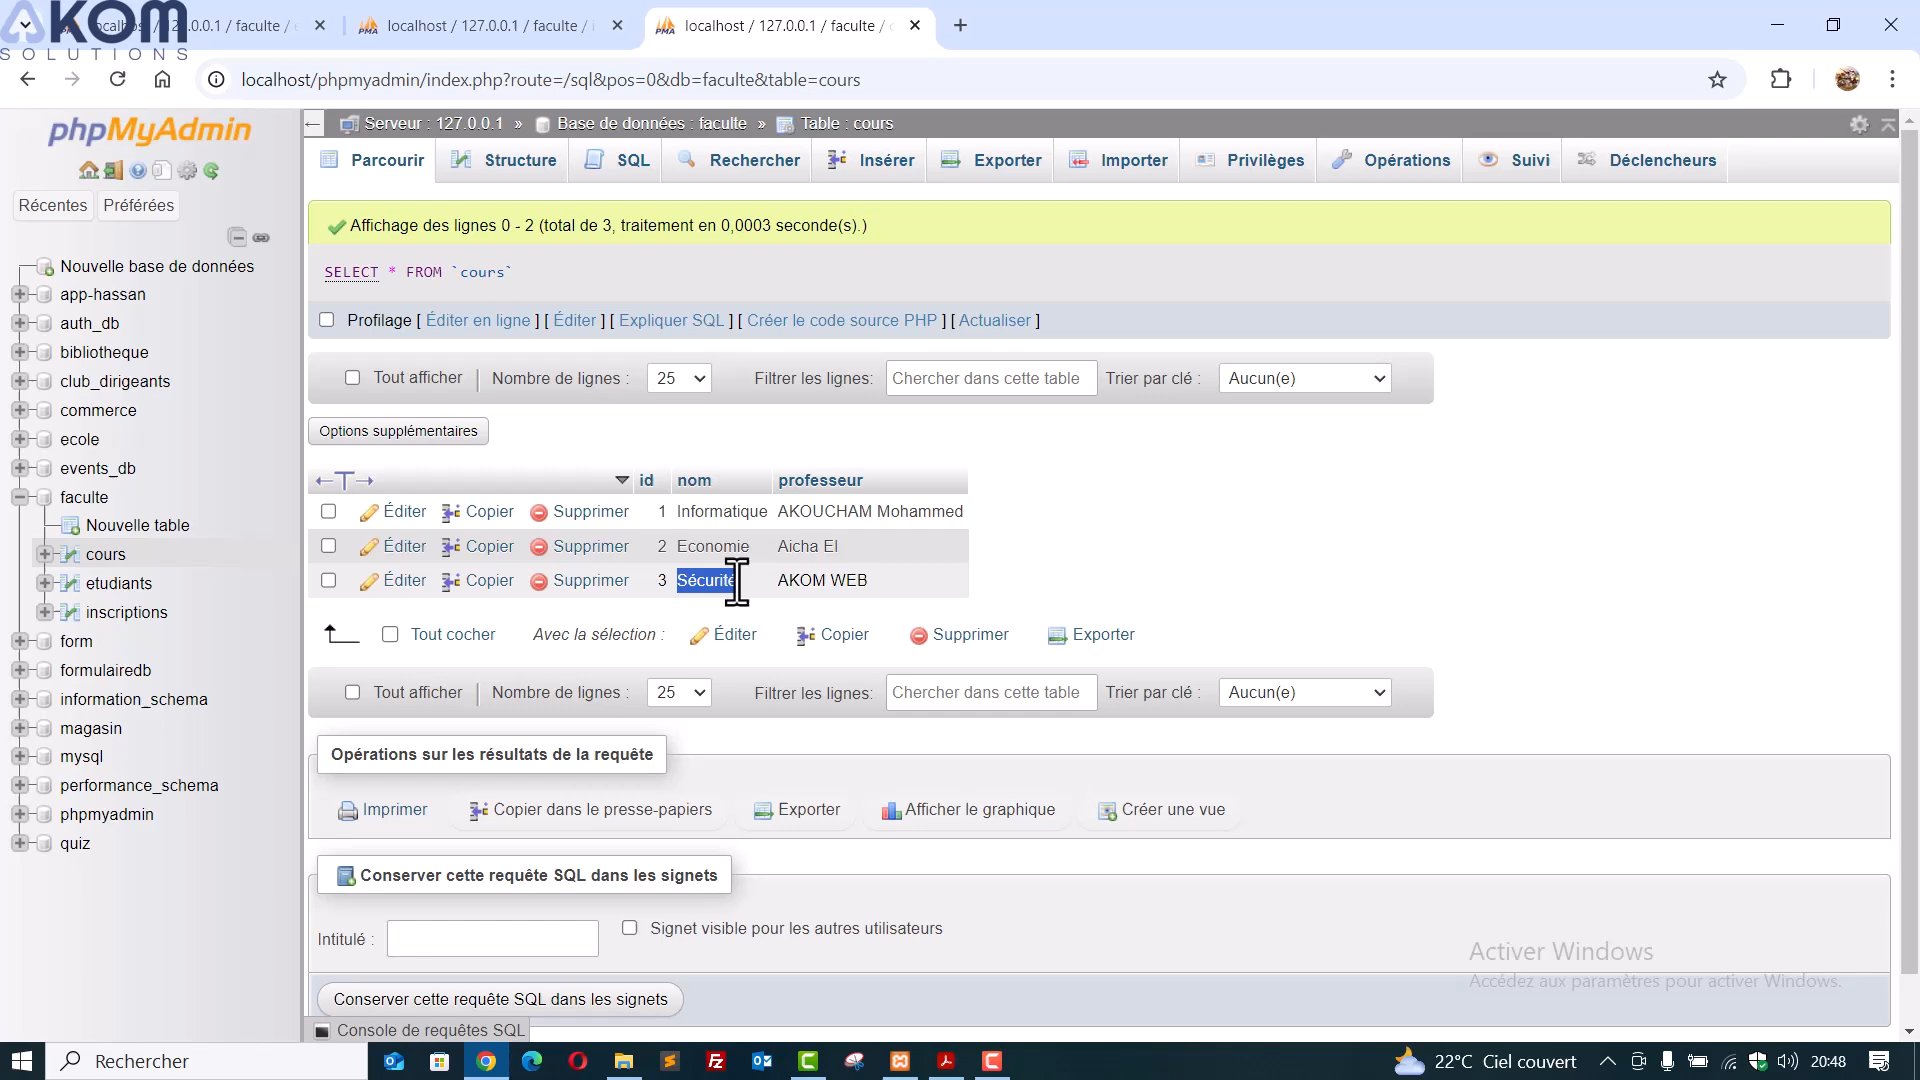 AKOM
SOLUTIONS
localhost / 127.0.0.1 / faculte / e
localhost / 127.0.0.1 / faculte / i
localhost / 127.0.0.1 / faculte / c
localhost/phpmyadmin/index.php?route=/sql&pos=0&db=faculte&table=cours
phpMyAdmin
Récentes Préférées
Nouvelle base de données
app-hassan
auth_db
bibliotheque
club_dirigeants
commerce
ecole
events_db
faculte
Nouvelle table
cours
etudiants
inscriptions
form
formulairedb
information_schema
magasin
mysql
performance_schema
phpmyadmin
quiz
Serveur : 127.0.0.1 » Base de données : faculte » Table : cours
Parcourir Structure SQL Rechercher Insérer Exporter Importer Privilèges Opérations Suivi Déclencheurs
Affichage des lignes 0 - 2 (total de 3, traitement en 0,0003 seconde(s).)
SELECT * FROM `cours`
Profilage [ Éditer en ligne ] [ Éditer ] [ Expliquer SQL ] [ Créer le code source PHP ] [ Actualiser ]
Tout afficher Nombre de lignes : 25 Filtrer les lignes: Chercher dans cette table Trier par clé : Aucun(e)
Options supplémentaires
←T→ id nom professeur
Éditer Copier Supprimer 1 Informatique AKOUCHAM Mohammed
Éditer Copier Supprimer 2 Economie Aicha El
Éditer Copier Supprimer 3 Sécurité AKOM WEB
Tout cocher Avec la sélection : Éditer Copier Supprimer Exporter
Tout afficher Nombre de lignes : 25 Filtrer les lignes: Chercher dans cette table Trier par clé : Aucun(e)
Opérations sur les résultats de la requête
Imprimer Copier dans le presse-papiers Exporter Afficher le graphique Créer une vue
Conserver cette requête SQL dans les signets
Intitulé : Signet visible pour les autres utilisateurs
Conserver cette requête SQL dans les signets
Console de requêtes SQL
Activer Windows
Accédez aux paramètres pour activer Windows.
Rechercher
22°C Ciel couvert 20:48